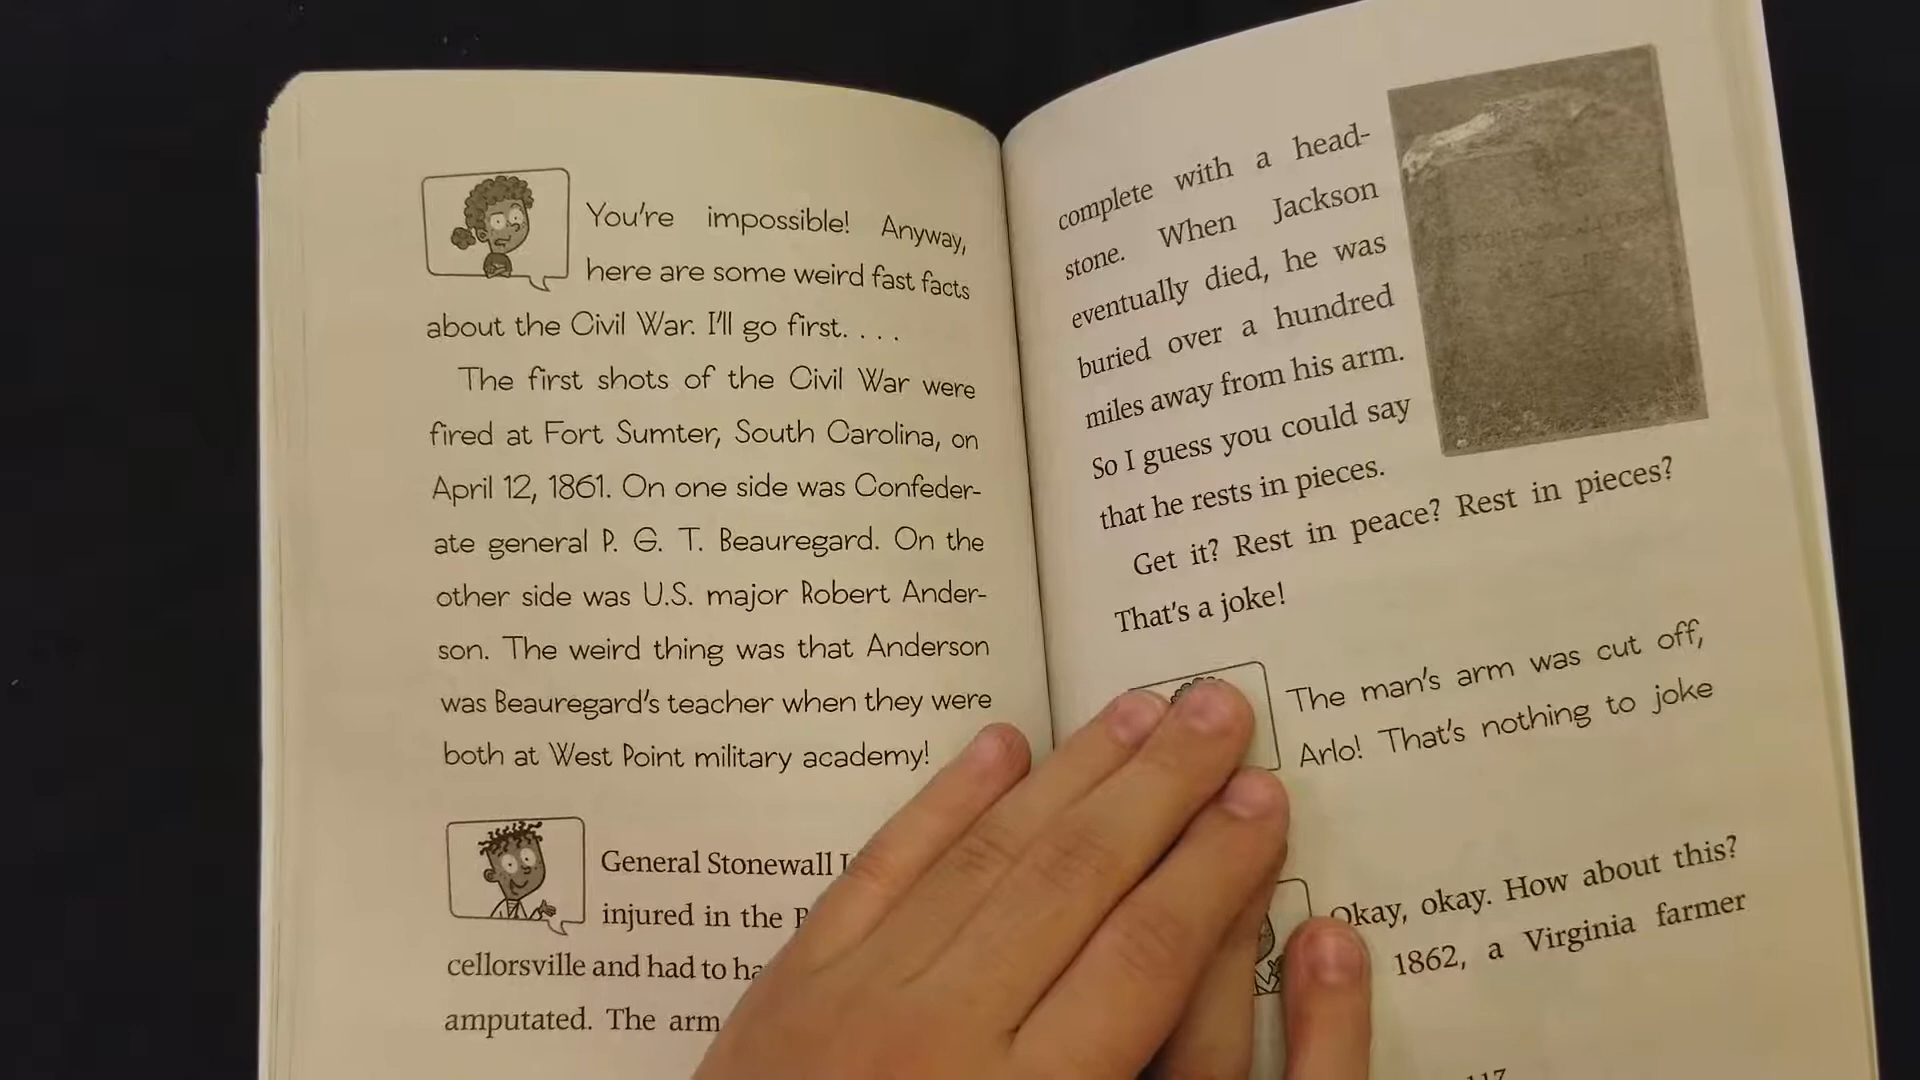 You're impossible! Anyway,
here are some weird fast facts
about the Civil War. I'll go first. . . .
The first shots of the Civil War were
fired at Fort Sumter, South Carolina, on
April 12, 1861. On one side was Confeder-
ate general P. G. T. Beauregard. On the
other side was U.S. major Robert Ander-
son. The weird thing was that Anderson
was Beauregard's teacher when they were
both at West Point military academy!
General Stonewall
injured in the
cellorsville and had to
amputated. The arm
complete with a head-
stone. When Jackson
eventually died, he was
buried over a hundred
miles away from his arm.
So I guess you could say
that he rests in pieces.
Get it? Rest in peace? Rest in pieces?
That's a joke!
The man's arm was cut off,
Arlo! That's nothing to joke
Okay, okay. How about this?
1862, a Virginia farmer
117